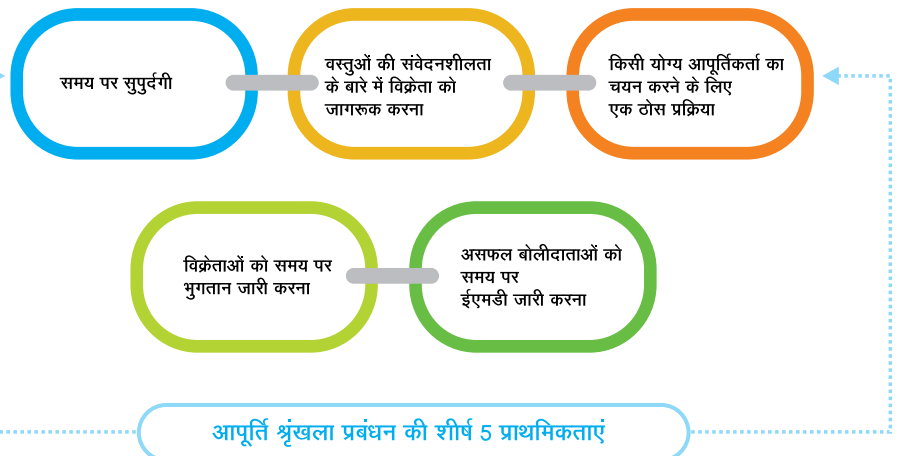 समय पर सुपुर्दगी
वस्तुओं की संवेदनशीलता
के बारे में विक्रेता को
जागरूक करना
किसी योग्य आपूर्तिकर्ता का
चयन करने के लिए
एक ठोस प्रक्रिया
विक्रेताओं को समय पर
भुगतान जारी करना
असफल बोलीदाताओं को
समय पर
ईएमडी जारी करना
आपूर्ति श्रृंखला प्रबंधन की शीर्ष 5 प्राथमिकताएं